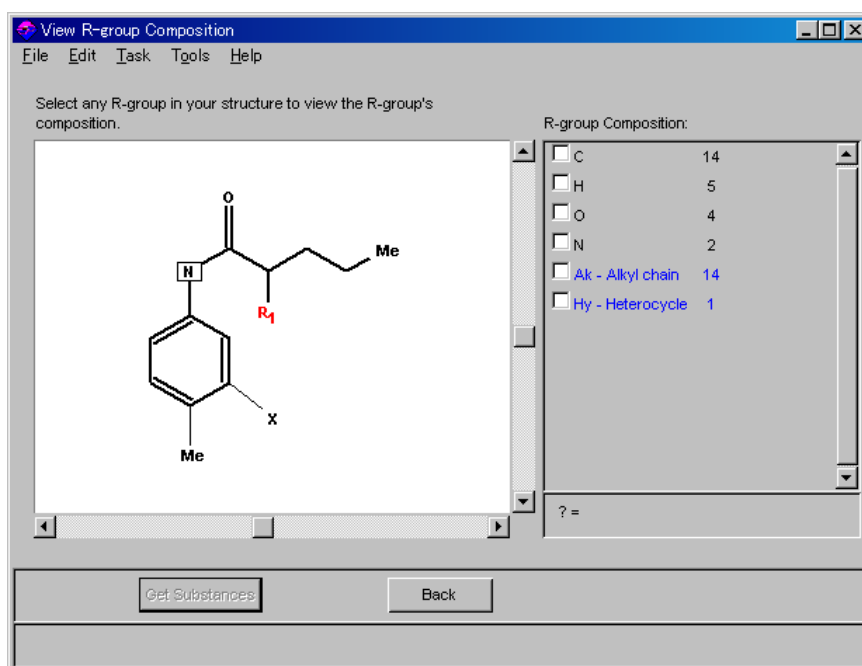 View R-group Composition
File Edit Task Tools Help
Select any R-group in your structure to view the R-group's
composition.
R-group Composition:
C 14
H 5
O 4
N 2
Ak - Alkyl chain 14
Hy - Heterocycle 1
O
Me
N
R1
X
Me
? =
Get Substances
Back